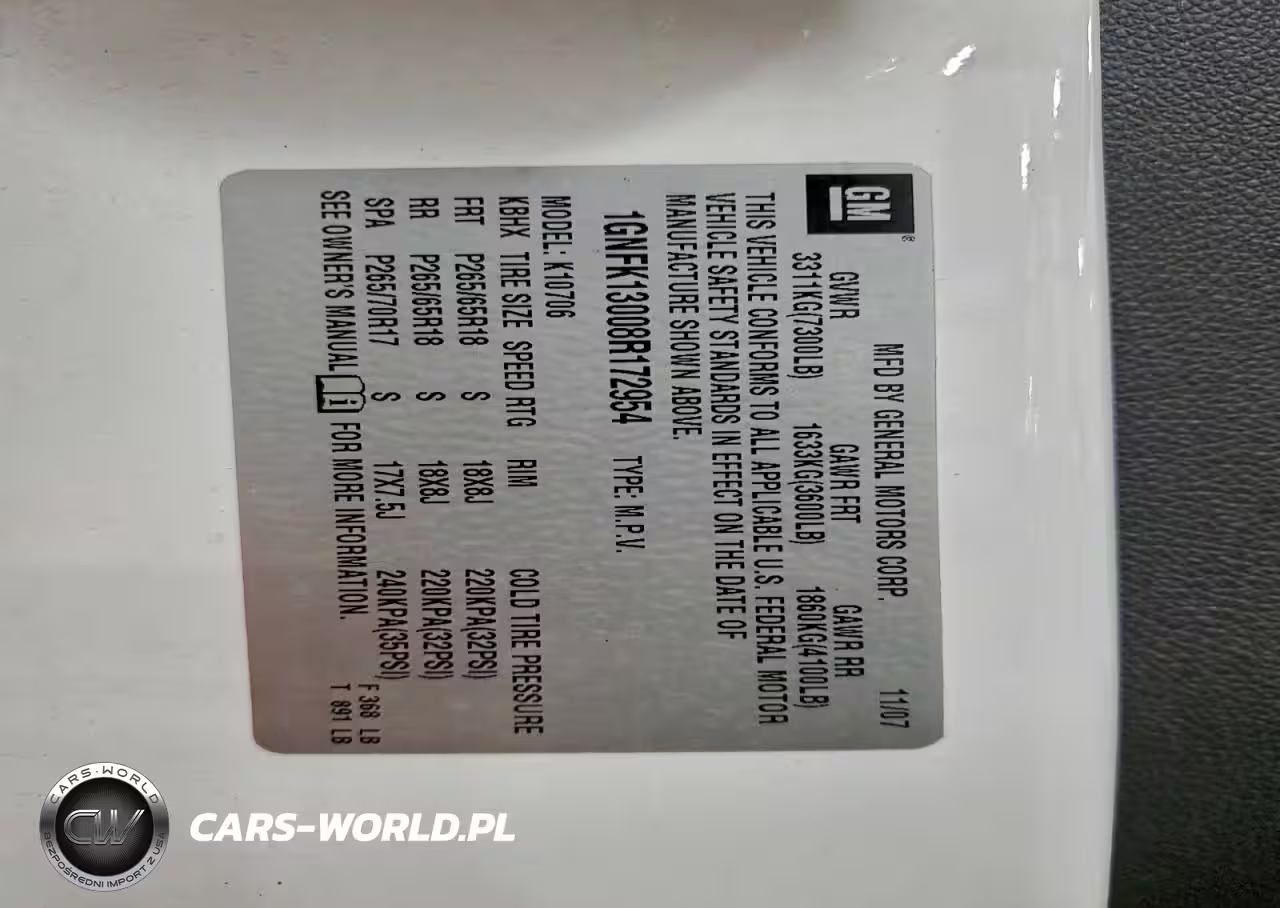 GM
MFD BY GENERAL MOTORS CORP. 11/07
GVWR GAWR FRT GAWR RR
3311KG(7300LB) 1633KG(3600LB) 1860KG(4100LB)
THIS VEHICLE CONFORMS TO ALL APPLICABLE U.S. FEDERAL MOTOR
VEHICLE SAFETY STANDARDS IN EFFECT ON THE DATE OF
MANUFACTURE SHOWN ABOVE.
1GNFK13008R172954 TYPE: M.P.V.
MODEL: K10706
KBHX TIRE SIZE SPEED RTG RIM COLD TIRE PRESSURE
FRT P265/65R18 S 18X8J 220KPA(32PSI)
RR P265/65R18 S 18X8J 220KPA(32PSI)
SPA P265/70R17 S 17X7.5J 240KPA(35PSI)
SEE OWNER'S MANUAL i FOR MORE INFORMATION.
F 368 LB
T 891 LB
CARS-WORLD
CW
BEZPOŚREDNI IMPORT Z USA
CARS-WORLD.PL